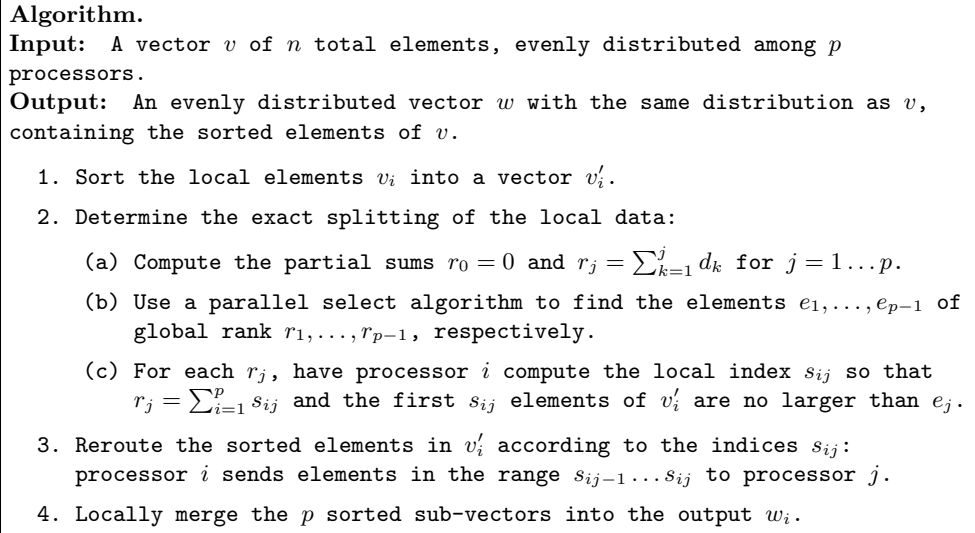 Algorithm.
Input: A vector v of n total elements, evenly distributed among p
processors.
Output: An evenly distributed vector w with the same distribution as v,
containing the sorted elements of v.
1. Sort the local elements v_i into a vector v'_i.
2. Determine the exact splitting of the local data:
(a) Compute the partial sums r_0 = 0 and r_j = ∑_{k=1}^{j} d_k for j = 1...p.
(b) Use a parallel select algorithm to find the elements e_1,...,e_{p−1} of
global rank r_1,...,r_{p−1}, respectively.
(c) For each r_j, have processor i compute the local index s_{ij} so that
r_j = ∑_{i=1}^{p} s_{ij} and the first s_{ij} elements of v'_i are no larger than e_j.
3. Reroute the sorted elements in v'_i according to the indices s_{ij}:
processor i sends elements in the range s_{ij−1}...s_{ij} to processor j.
4. Locally merge the p sorted sub-vectors into the output w_i.